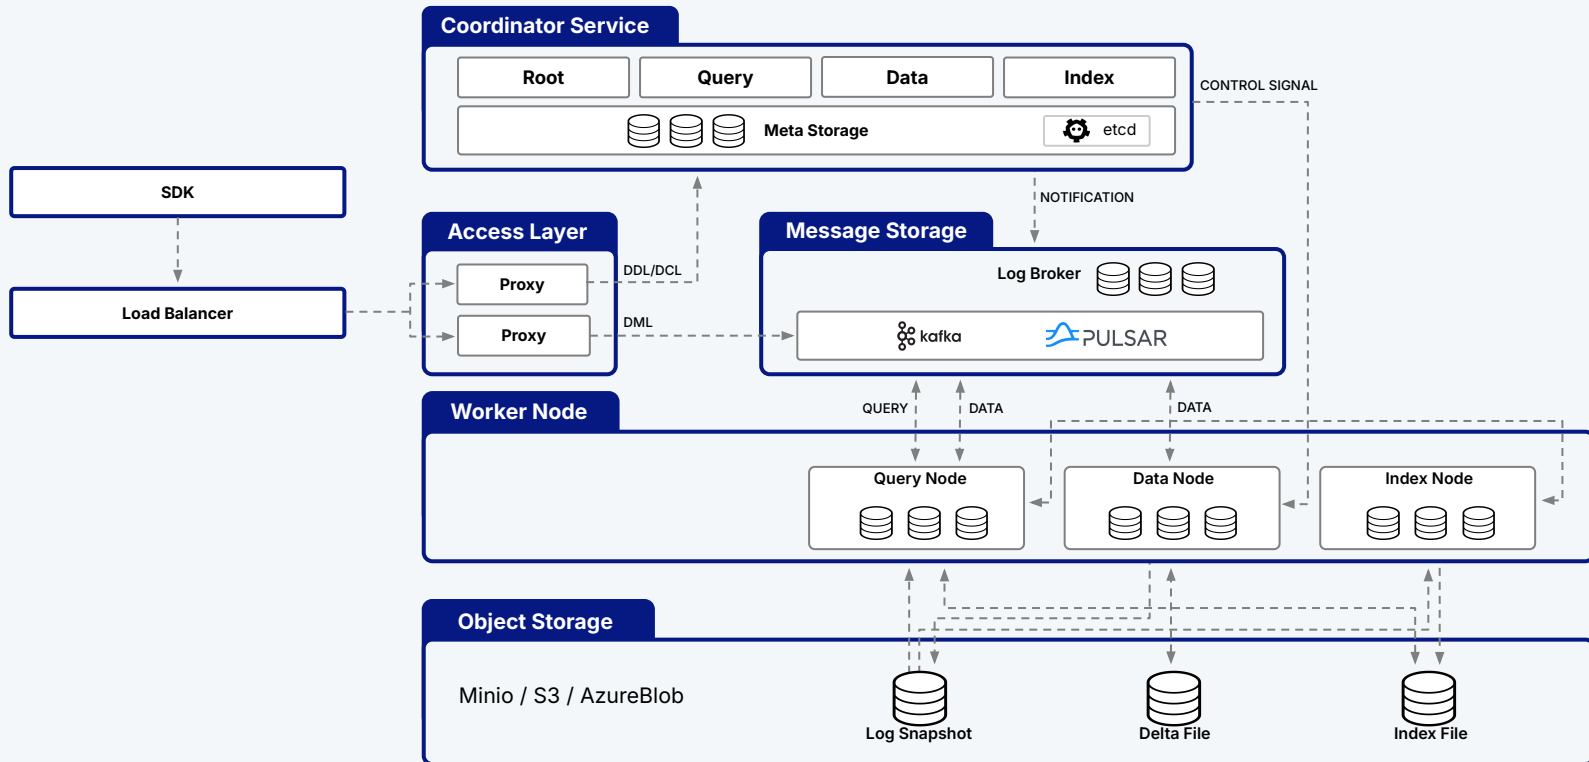 Coordinator Service
Root
Query
Data
Index
CONTROL SIGNAL
Meta Storage
etcd
SDK
NOTIFICATION
Access Layer
Message Storage
Proxy
DDL/DCL
Log Broker
Load Balancer
Proxy
DML
kafka
PULSAR
Worker Node
QUERY
DATA
DATA
Query Node
Data Node
Index Node
Object Storage
Minio / S3 / AzureBlob
Log Snapshot
Delta File
Index File